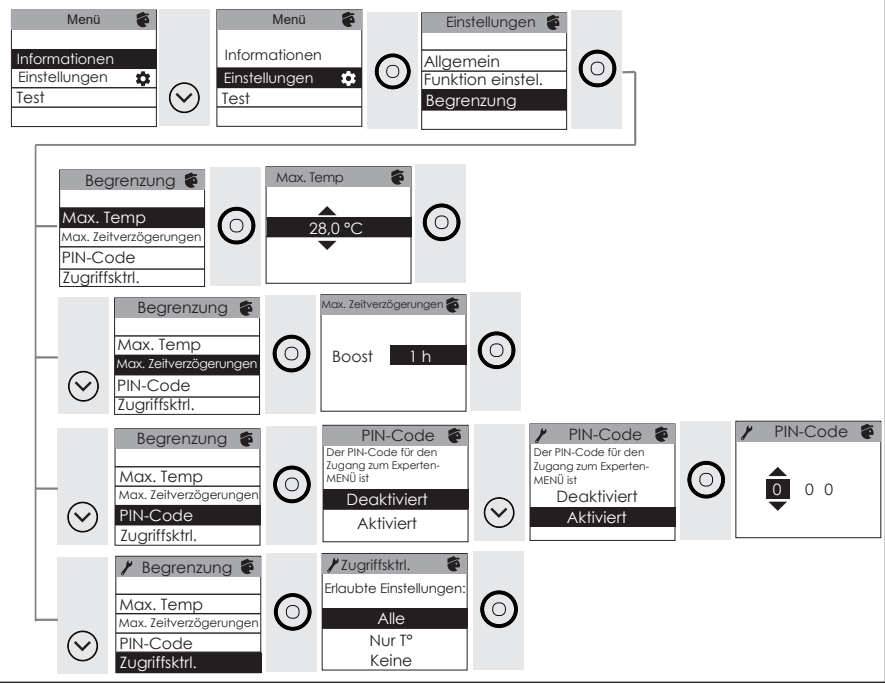 Menü
Informationen
Einstellungen
Test
Menü
Informationen
Einstellungen
Test
Einstellungen
Allgemein
Funktion einstel.
Begrenzung
Begrenzung
Max. Temp
Max. Zeitverzögerungen
PIN-Code
Zugriffsktrl.
Max. Temp
28,0 °C
Begrenzung
Max. Temp
Max. Zeitverzögerungen
PIN-Code
Zugriffsktrl.
Max. Zeitverzögerungen
Boost 1 h
Begrenzung
Max. Temp
Max. Zeitverzögerungen
PIN-Code
Zugriffsktrl.
PIN-Code
Der PIN-Code für den
Zugang zum Experten-
MENÜ ist
Deaktiviert
Aktiviert
PIN-Code
Der PIN-Code für den
Zugang zum Experten-
MENÜ ist
Deaktiviert
Aktiviert
PIN-Code
0 0 0
Begrenzung
Max. Temp
Max. Zeitverzögerungen
PIN-Code
Zugriffsktrl.
Zugriffsktrl.
Erlaubte Einstellungen:
Alle
Nur T°
Keine